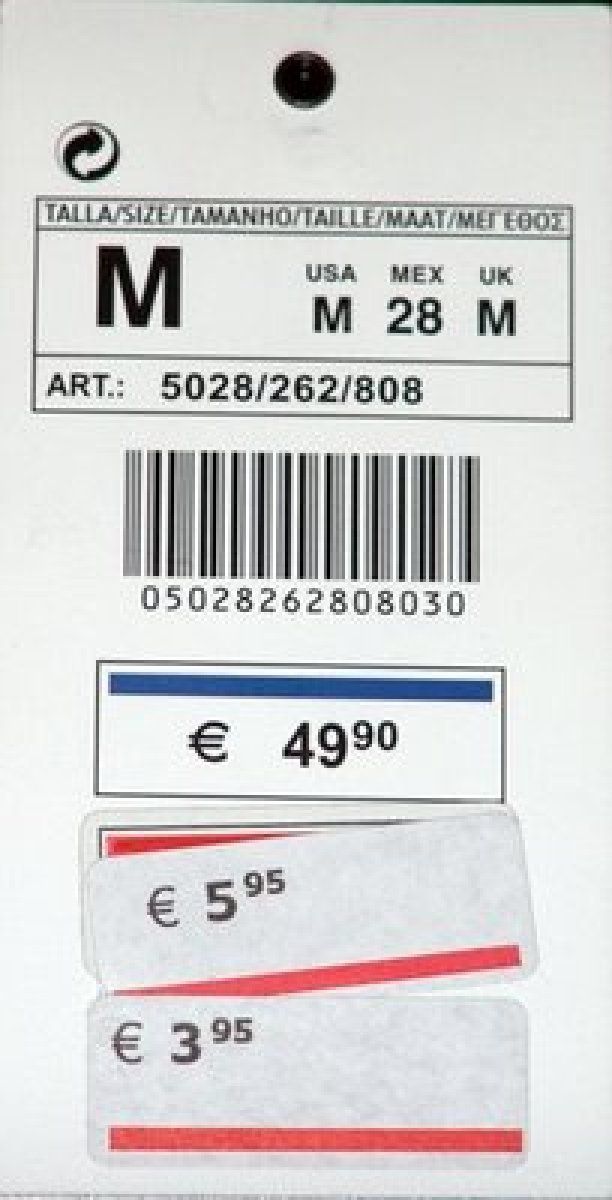 TALLA/SIZE/TAMANHO/TAILLE/MAAT/ΜΕΓΕΘΟΣ
M
USA MEX UK
M 28 M
ART.: 5028/262/808
05028262808030
€ 49⁹⁰
€ 5⁹⁵
€ 3⁹⁵